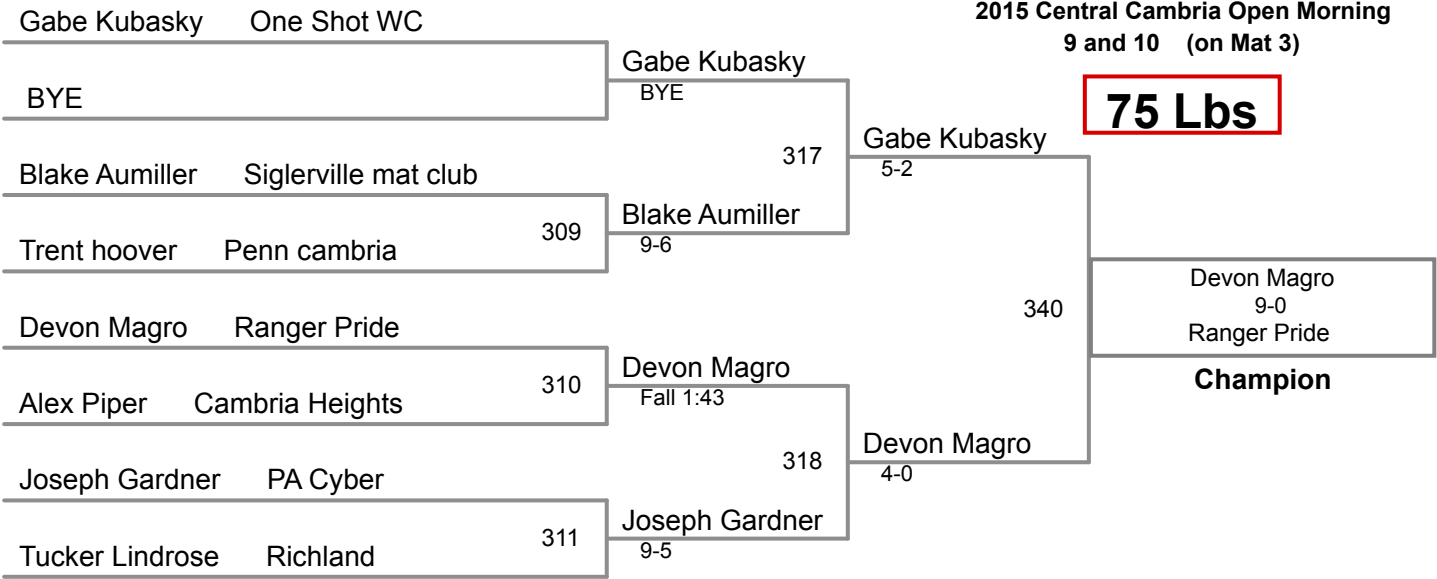 2015 Central Cambria Open Morning
9 and 10 (on Mat 3)
75 Lbs
Gabe Kubasky One Shot WC
BYE
Blake Aumiller Siglerville mat club
309
Trent hoover Penn cambria
Devon Magro Ranger Pride
310
Alex Piper Cambria Heights
Joseph Gardner PA Cyber
311
Tucker Lindrose Richland
Gabe Kubasky
BYE
317
Blake Aumiller
9-6
Devon Magro
Fall 1:43
318
Joseph Gardner
9-5
Gabe Kubasky
5-2
340
Devon Magro
4-0
Devon Magro
9-0
Ranger Pride
Champion